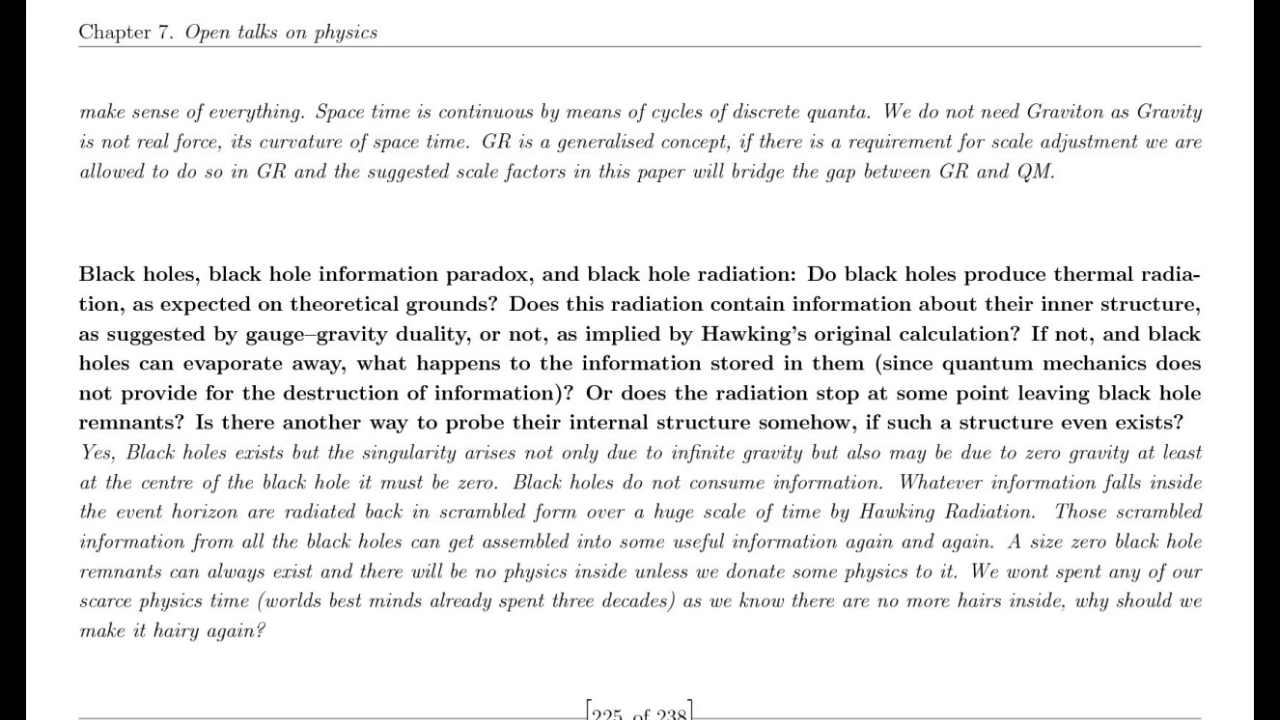 Chapter 7. Open talks on physics
make sense of everything. Space time is continuous by means of cycles of discrete quanta. We do not need Graviton as Gravity
is not real force, its curvature of space time. GR is a generalised concept, if there is a requirement for scale adjustment we are
allowed to do so in GR and the suggested scale factors in this paper will bridge the gap between GR and QM.
Black holes, black hole information paradox, and black hole radiation: Do black holes produce thermal radia-
tion, as expected on theoretical grounds? Does this radiation contain information about their inner structure,
as suggested by gauge–gravity duality, or not, as implied by Hawking's original calculation? If not, and black
holes can evaporate away, what happens to the information stored in them (since quantum mechanics does
not provide for the destruction of information)? Or does the radiation stop at some point leaving black hole
remnants? Is there another way to probe their internal structure somehow, if such a structure even exists?
Yes, Black holes exists but the singularity arises not only due to infinite gravity but also may be due to zero gravity at least
at the centre of the black hole it must be zero. Black holes do not consume information. Whatever information falls inside
the event horizon are radiated back in scrambled form over a huge scale of time by Hawking Radiation. Those scrambled
information from all the black holes can get assembled into some useful information again and again. A size zero black hole
remnants can always exist and there will be no physics inside unless we donate some physics to it. We wont spent any of our
scarce physics time (worlds best minds already spent three decades) as we know there are no more hairs inside, why should we
make it hairy again?
[225 of 238]